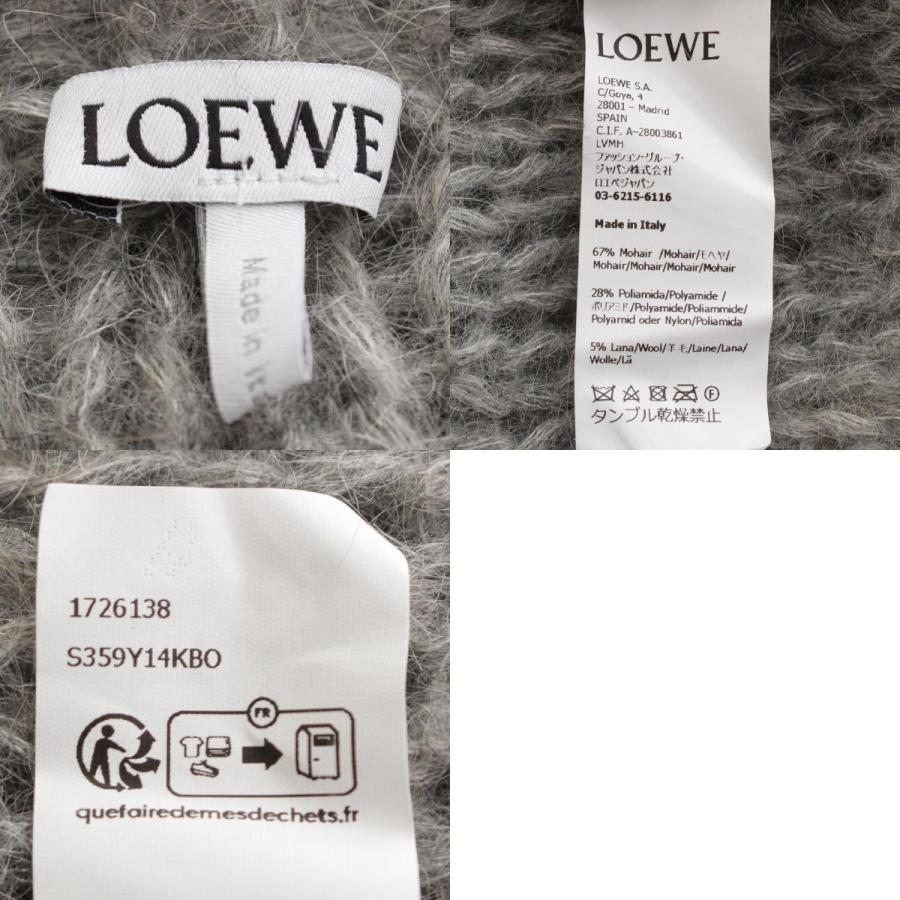 LOEWE
Made in It
LOEWE
LOEWE S.A.
C/Goya, 4
28001 - Madrid
SPAIN
C.I.F. A-28003861
LVMH
ファッション・グループ・
ジャパン株式会社
ロエベジャパン
03-6215-6116
Made in Italy
67% Mohair /Mohair/モヘヤ/
Mohair/Mohair/Mohair/Mohair
28% Poliamida/Polyamide /
ポリアミド/Polyamide/Poliammide/
Polyamid oder Nylon/Poliamida
5% Lana/Wool/羊毛/Laine/Lana/
Wolle/Lã
F
タンブル乾燥禁止
1726138
S359Y14KBO
FR
quefairedemesdechets.fr